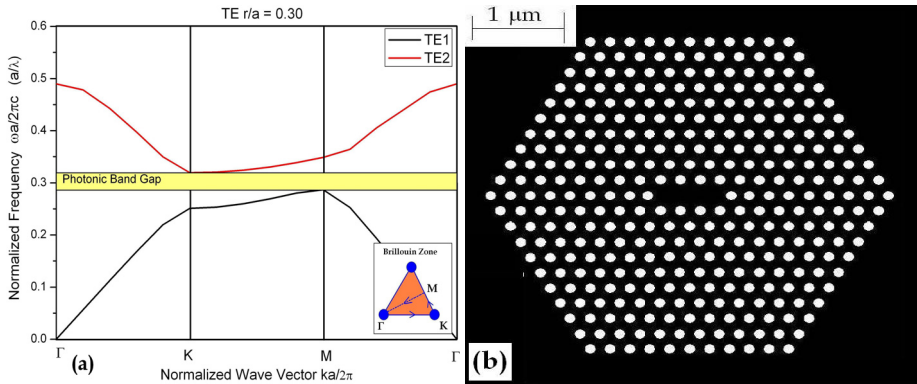 TE r/a = 0.30
1 μm
0.6
TE1
TE2
0.5
0.4
Photonic Band Gap
0.3
0.2
Brillouin Zone
M
0.1
Γ
K
0.0
Γ
K
M
Γ
(a)
(b)
Normalized Wave Vector ka/2π
Normalized Frequency ωa/2πc (a/λ)